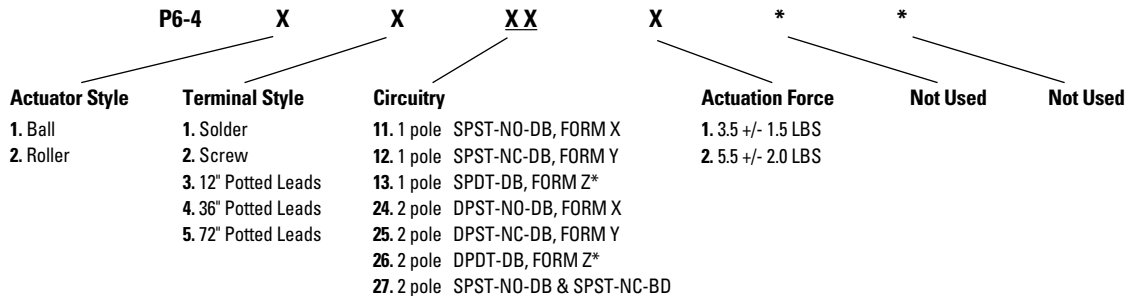 P6-4 X X X X X * *
Actuator Style Terminal Style Circuitry Actuation Force Not Used Not Used
1. Ball 1. Solder 11. 1 pole SPST-NO-DB, FORM X 1. 3.5 +/- 1.5 LBS
2. Roller 2. Screw 12. 1 pole SPST-NC-DB, FORM Y 2. 5.5 +/- 2.0 LBS
3. 12" Potted Leads 13. 1 pole SPDT-DB, FORM Z*
4. 36" Potted Leads 24. 2 pole DPST-NO-DB, FORM X
5. 72" Potted Leads 25. 2 pole DPST-NC-DB, FORM Y
26. 2 pole DPDT-DB, FORM Z*
27. 2 pole SPST-NO-DB & SPST-NC-BD